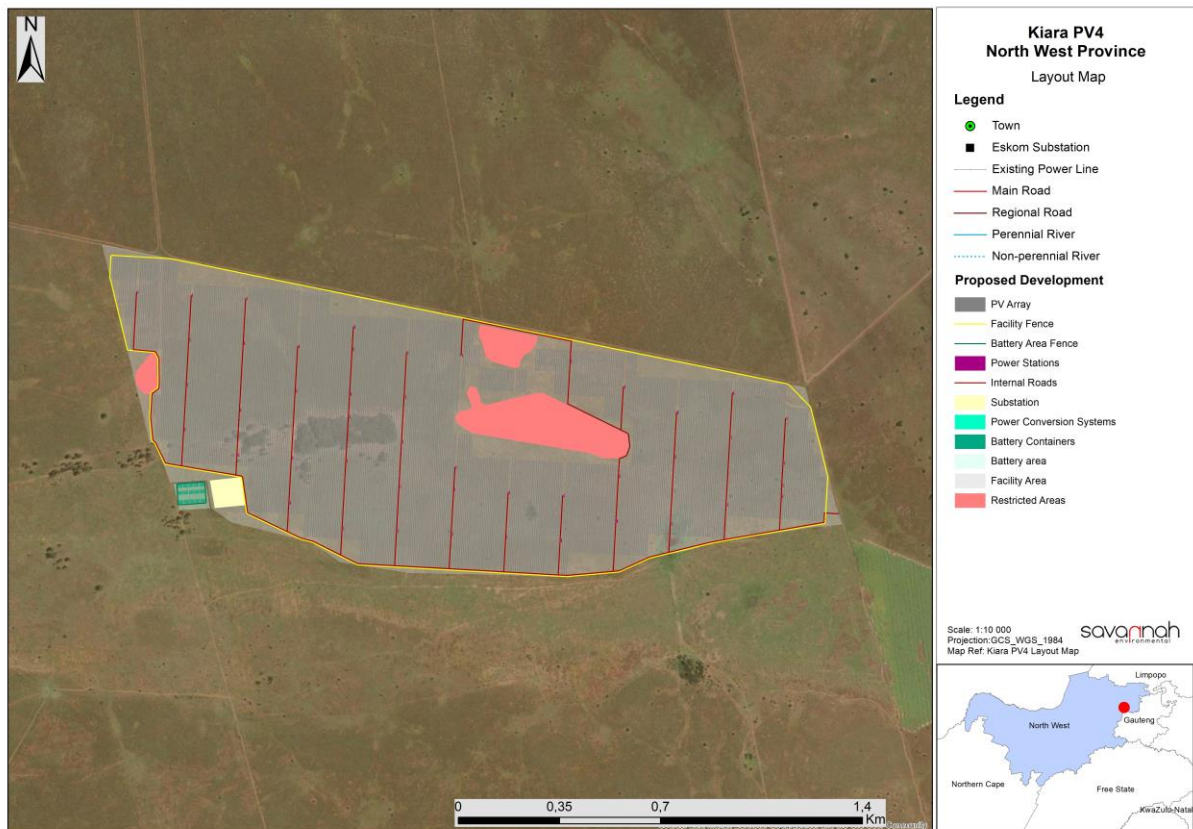 N
Kiara PV4
North West Province
Layout Map
Legend
Town
Eskom Substation
Existing Power Line
Main Road
Regional Road
Perennial River
Non-perennial River
Proposed Development
PV Array
Facility Fence
Battery Area Fence
Power Stations
Internal Roads
Substation
Power Conversion Systems
Battery Containers
Battery area
Facility Area
Restricted Areas
Scale: 1:10 000
Projection:GCS_WGS_1984
Map Ref: Kiara PV4 Layout Map
savannah
environmental
Limpopo
North West
Gauteng
Northern Cape
Free State
KwaZulu-Natal
0 0,35 0,7 1,4
Km